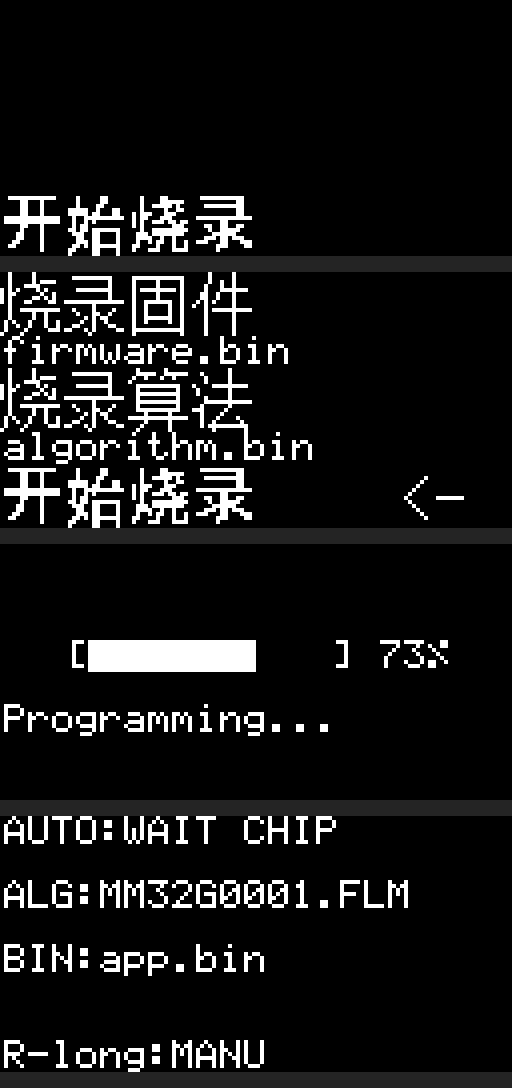 开始烧录
烧录固件
firmware.bin
烧录算法
algorithm.bin
开始烧录 <-
[ ] 73%
Programming...
AUTO:WAIT CHIP
ALG:MM32G0001.FLM
BIN:app.bin
R-long:MANU